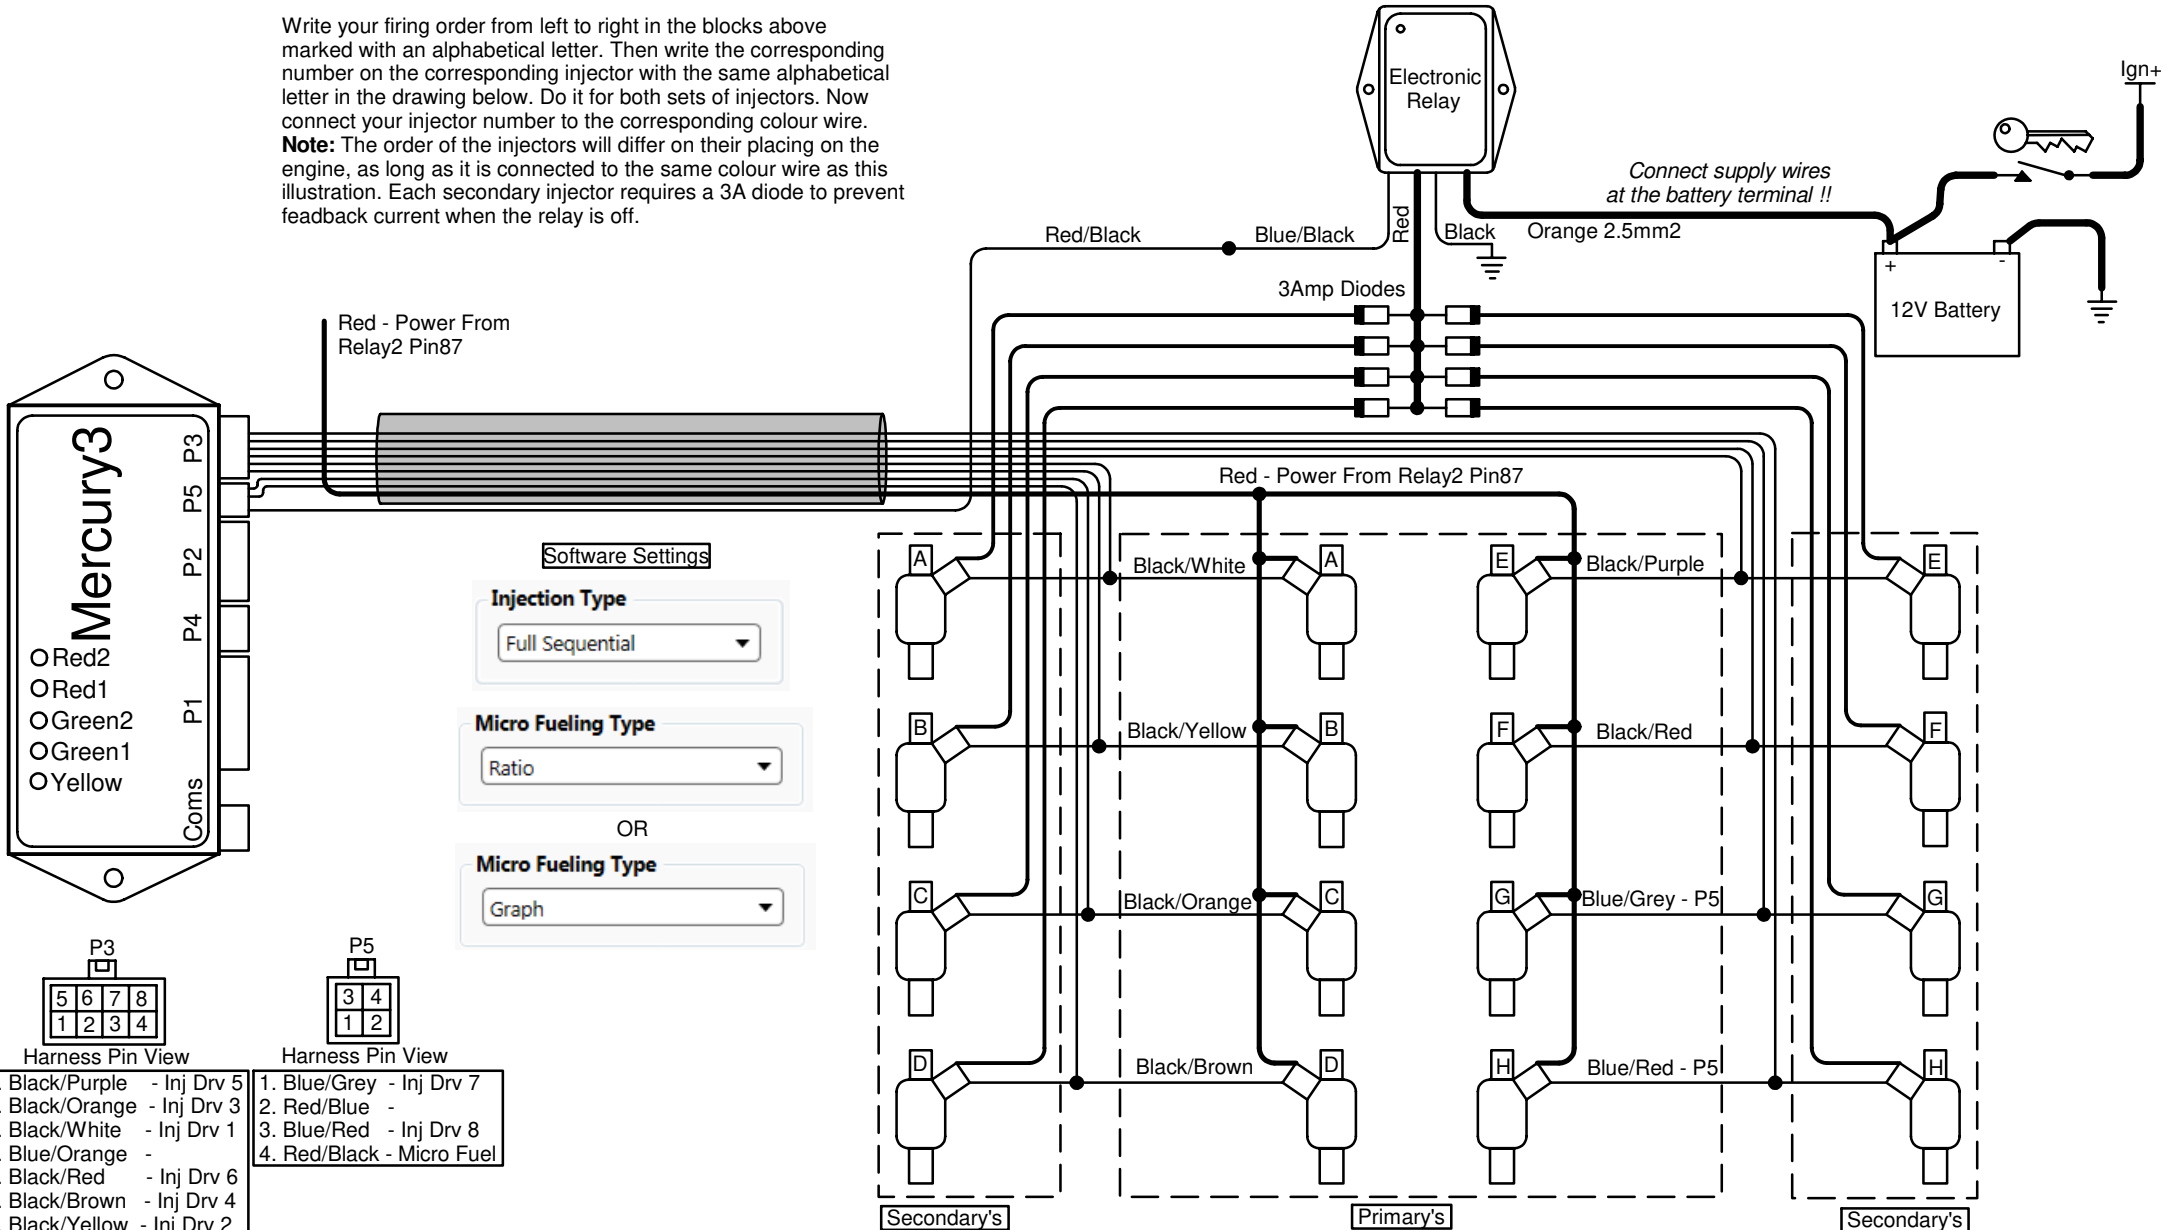 Write your firing order from left to right in the blocks above
marked with an alphabetical letter. Then write the corresponding
number on the corresponding injector with the same alphabetical
letter in the drawing below. Do it for both sets of injectors. Now
connect your injector number to the corresponding colour wire.
Note: The order of the injectors will differ on their placing on the
engine, as long as it is connected to the same colour wire as this
illustration. Each secondary injector requires a 3A diode to prevent
feadback current when the relay is off.
Electronic
Relay
Ign+
Connect supply wires
at the battery terminal !!
Red/Black
Blue/Black
Red
Black
Orange 2.5mm2
+
-
12V Battery
3Amp Diodes
Red - Power From
Relay2 Pin87
Mercury3
P3
P5
P2
P4
P1
Coms
Red2
Red1
Green2
Green1
Yellow
Red - Power From Relay2 Pin87
Software Settings
Injection Type
Full Sequential
Micro Fueling Type
Ratio
OR
Micro Fueling Type
Graph
A
Black/White
A
E
Black/Purple
E
B
Black/Yellow
B
F
Black/Red
F
C
Black/Orange
C
G
Blue/Grey - P5
G
D
Black/Brown
D
H
Blue/Red - P5
H
Secondary's
Primary's
Secondary's
P3
5 6 7 8
1 2 3 4
Harness Pin View
. Black/Purple - Inj Drv 5
. Black/Orange - Inj Drv 3
. Black/White - Inj Drv 1
. Blue/Orange -
. Black/Red - Inj Drv 6
. Black/Brown - Inj Drv 4
. Black/Yellow - Inj Drv 2
P5
3 4
1 2
Harness Pin View
1. Blue/Grey - Inj Drv 7
2. Red/Blue -
3. Blue/Red - Inj Drv 8
4. Red/Black - Micro Fuel